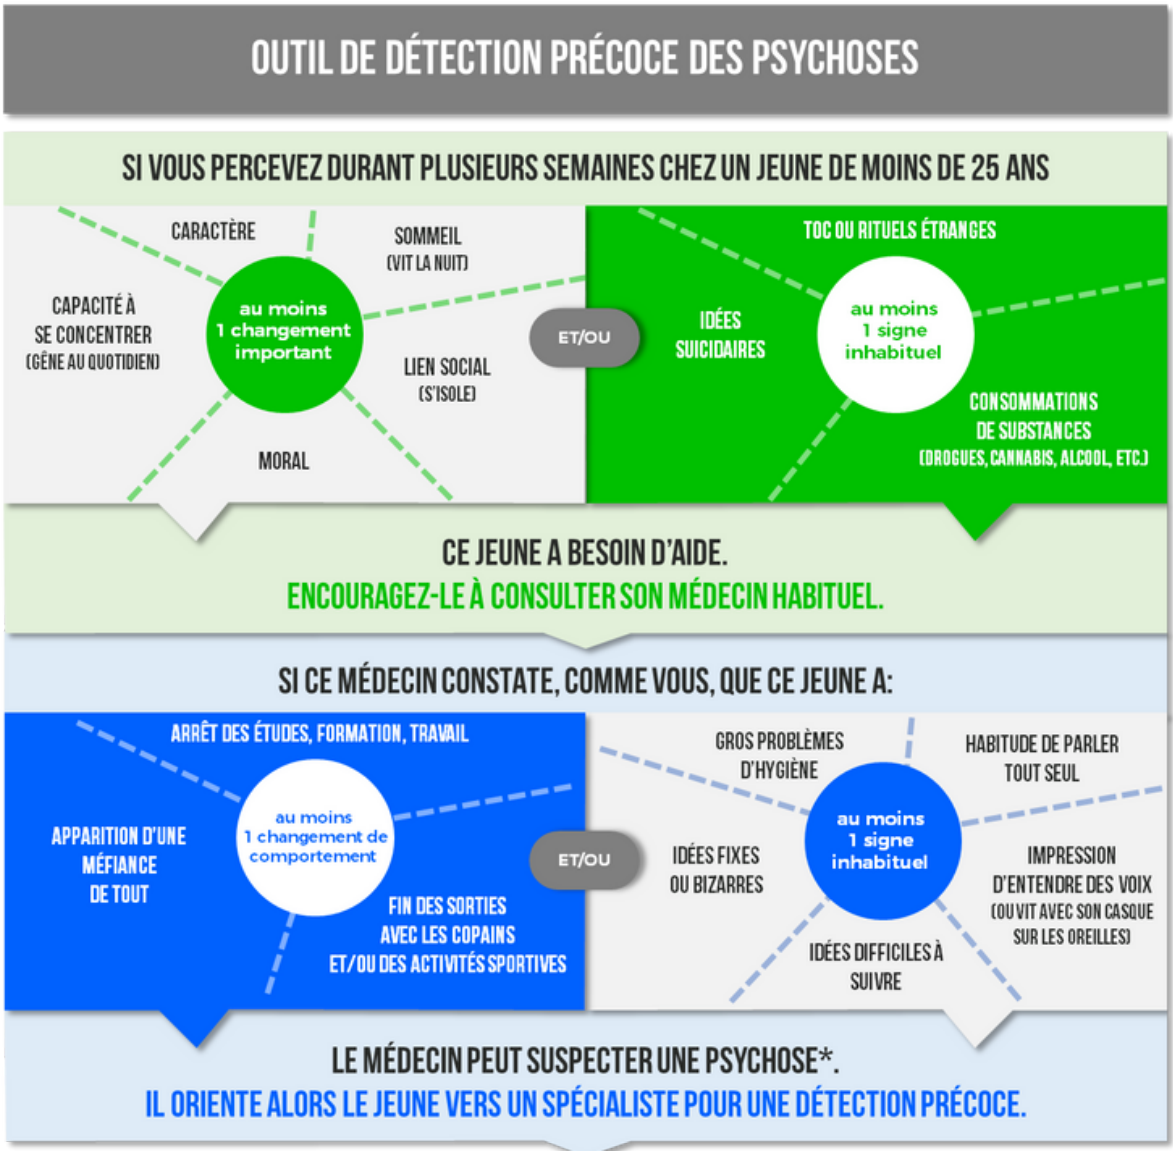 OUTIL DE DÉTECTION PRÉCOCE DES PSYCHOSES
SI VOUS PERCEVEZ DURANT PLUSIEURS SEMAINES CHEZ UN JEUNE DE MOINS DE 25 ANS
CARACTÈRE
SOMMEIL
(VIT LA NUIT)
CAPACITÉ À
SE CONCENTRER
(GÊNE AU QUOTIDIEN)
au moins
1 changement
important
LIEN SOCIAL
(S'ISOLE)
MORAL
ET/OU
TOC OU RITUELS ÉTRANGES
IDÉES
SUICIDAIRES
au moins
1 signe
inhabituel
CONSOMMATIONS
DE SUBSTANCES
(DROGUES, CANNABIS, ALCOOL, ETC.)
CE JEUNE A BESOIN D'AIDE.
ENCOURAGEZ-LE À CONSULTER SON MÉDECIN HABITUEL.
SI CE MÉDECIN CONSTATE, COMME VOUS, QUE CE JEUNE A:
ARRÊT DES ÉTUDES, FORMATION, TRAVAIL
APPARITION D'UNE
MÉFIANCE
DE TOUT
au moins
1 changement de
comportement
FIN DES SORTIES
AVEC LES COPAINS
ET/OU DES ACTIVITÉS SPORTIVES
ET/OU
GROS PROBLÈMES
D'HYGIÈNE
HABITUDE DE PARLER
TOUT SEUL
IDÉES FIXES
OU BIZARRES
au moins
1 signe
inhabituel
IMPRESSION
D'ENTENDRE DES VOIX
(OU VIT AVEC SON CASQUE
SUR LES OREILLES)
IDÉES DIFFICILES À
SUIVRE
LE MÉDECIN PEUT SUSPECTER UNE PSYCHOSE*.
IL ORIENTE ALORS LE JEUNE VERS UN SPÉCIALISTE POUR UNE DÉTECTION PRÉCOCE.